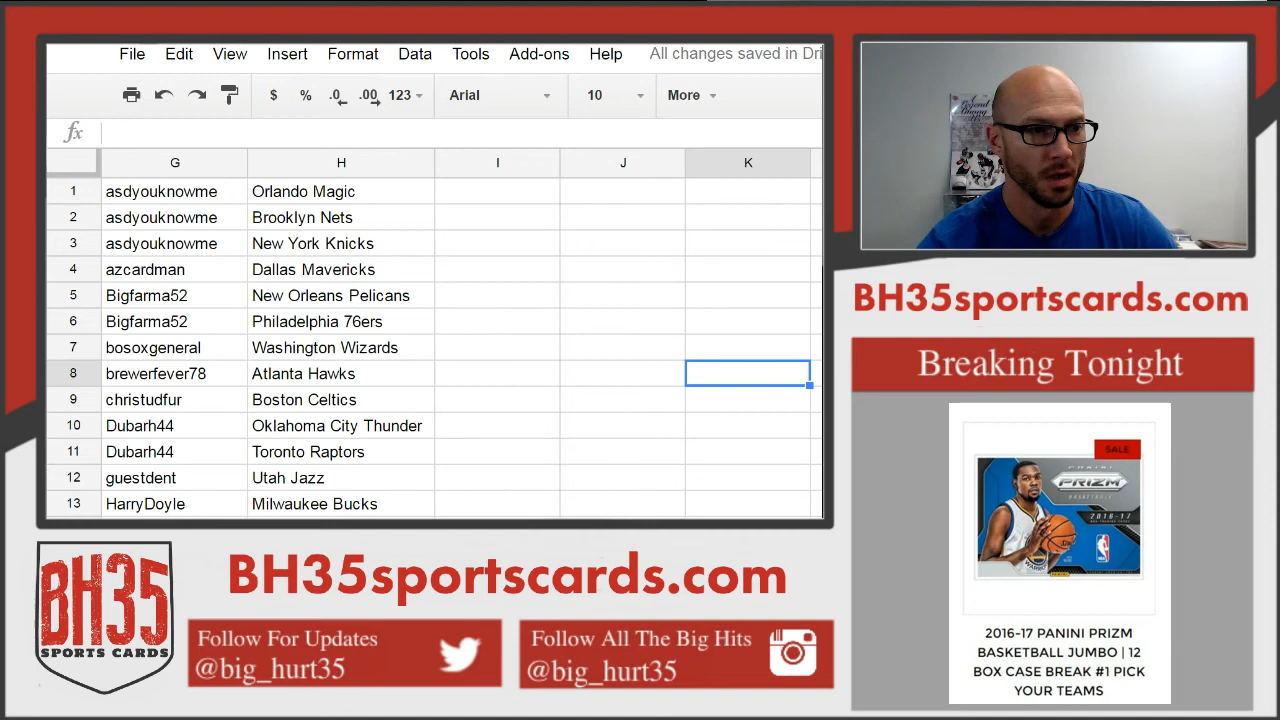 File Edit View Insert Format Data Tools Add-ons Help All changes saved in Dri
$ % .0 .00 123 Arial 10 More
fx
G H I J K
1 asdyouknowme Orlando Magic
2 asdyouknowme Brooklyn Nets
3 asdyouknowme New York Knicks
4 azcardman Dallas Mavericks
5 Bigfarma52 New Orleans Pelicans
6 Bigfarma52 Philadelphia 76ers
7 bosoxgeneral Washington Wizards
8 brewerfever78 Atlanta Hawks
9 christudfur Boston Celtics
10 Dubarh44 Oklahoma City Thunder
11 Dubarh44 Toronto Raptors
12 guestdent Utah Jazz
13 HarryDoyle Milwaukee Bucks
BH35sportscards.com
Breaking Tonight
SALE
PANINI
PRIZM
BASKETBALL
2016-17
2016-17 PANINI PRIZM
BASKETBALL JUMBO | 12
BOX CASE BREAK #1 PICK
YOUR TEAMS
BH35
SPORTS CARDS
BH35sportscards.com
Follow For Updates
@big_hurt35
Follow All The Big Hits
@big_hurt35